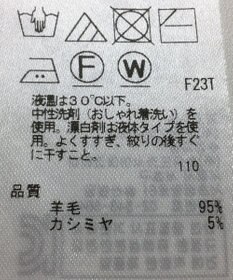 F W F23T
液温は30℃以下。
中性洗剤（おしゃれ着洗い）を
使用。漂白剤は液体タイプを使
用。よくすすぎ、絞りの後すぐ
に干すこと。
110
品質
羊毛 95%
カシミヤ 5%